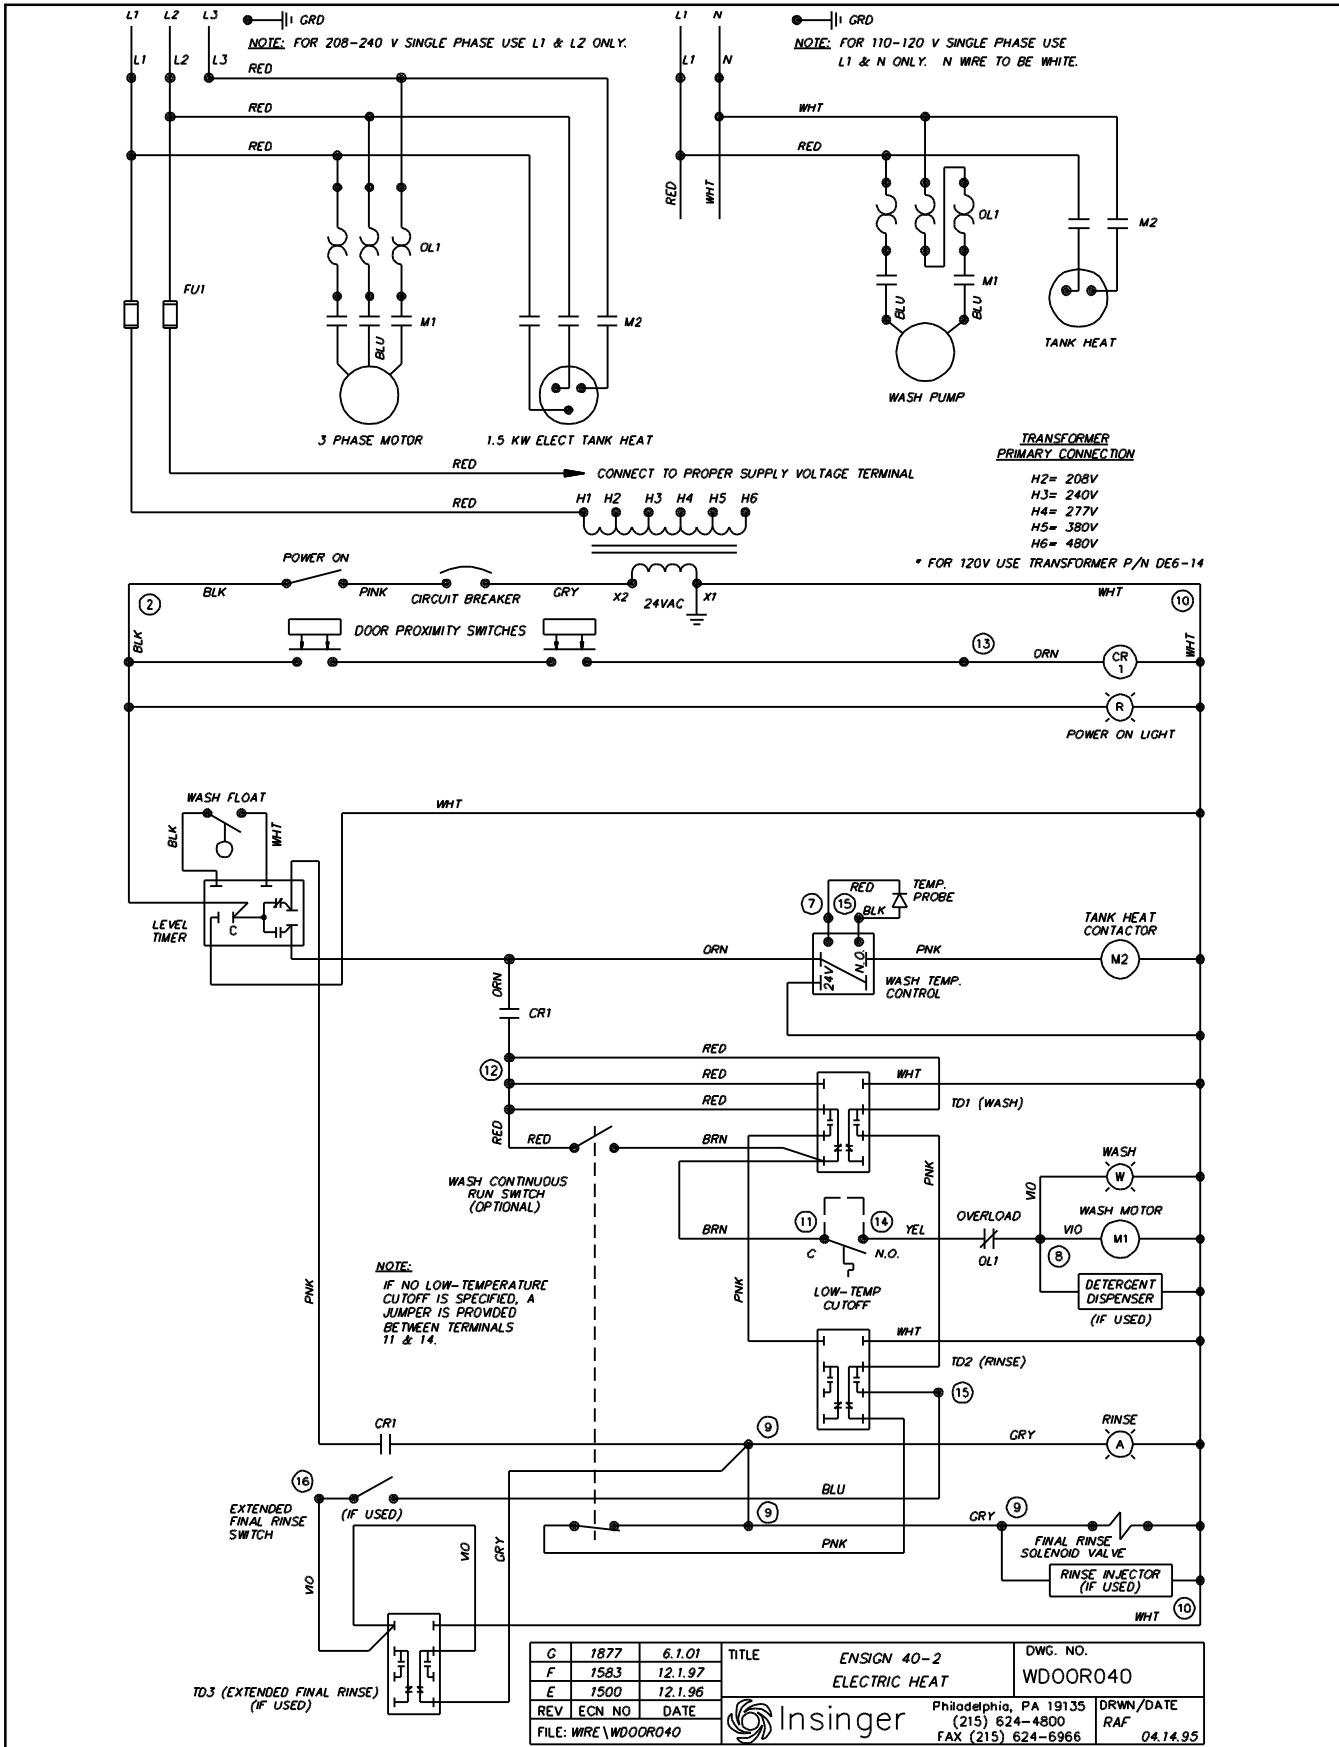 L1 L2 L3 GRD
NOTE: FOR 208-240 V SINGLE PHASE USE L1 & L2 ONLY.
L1 L2 L3
RED
RED
RED
OL1
FU1
M1
M2
BLU
3 PHASE MOTOR
1.5 KW ELECT TANK HEAT
L1 N GRD
NOTE: FOR 110-120 V SINGLE PHASE USE
L1 & N ONLY. N WIRE TO BE WHITE.
L1 N
WHT
RED
RED
WHT
OL1
M2
M1
BLU
BLU
TANK HEAT
WASH PUMP
RED
CONNECT TO PROPER SUPPLY VOLTAGE TERMINAL
RED
H1 H2 H3 H4 H5 H6
TRANSFORMER
PRIMARY CONNECTION
H2= 208V
H3= 240V
H4= 277V
H5= 380V
H6= 480V
* FOR 120V USE TRANSFORMER P/N DE6-14
POWER ON
BLK
PINK
CIRCUIT BREAKER
GRY
X2
24VAC
X1
WHT
2
10
BLK
DOOR PROXIMITY SWITCHES
13
ORN
CR
1
WHT
R
POWER ON LIGHT
WASH FLOAT
WHT
BLK
WHT
LEVEL
TIMER
C
RED
TEMP.
PROBE
7
15
BLK
ORN
24V
N.O.
PNK
TANK HEAT
CONTACTOR
M2
WASH TEMP.
CONTROL
ORN
CR1
RED
12
RED
WHT
RED
TD1 (WASH)
RED
RED
BRN
WASH CONTINUOUS
RUN SWITCH
(OPTIONAL)
PNK
WASH
W
VIO
BRN
11
14
YEL
OVERLOAD
WASH MOTOR
VIO
M1
C
N.O.
OL1
8
LOW-TEMP
CUTOFF
DETERGENT
DISPENSER
(IF USED)
NOTE:
IF NO LOW-TEMPERATURE
CUTOFF IS SPECIFIED, A
JUMPER IS PROVIDED
BETWEEN TERMINALS
11 & 14.
PNK
PNK
WHT
TD2 (RINSE)
15
CR1
9
RINSE
GRY
A
16
BLU
EXTENDED
FINAL RINSE
SWITCH
(IF USED)
9
GRY
9
PNK
FINAL RINSE
SOLENOID VALVE
VIO
VIO
GRY
RINSE INJECTOR
(IF USED)
10
WHT
TD3 (EXTENDED FINAL RINSE)
(IF USED)
G 1877 6.1.01
F 1583 12.1.97
E 1500 12.1.96
REV ECN NO DATE
FILE: WIRE\WDOOR040
TITLE
ENSIGN 40-2
ELECTRIC HEAT
DWG. NO.
WDOOR040
Insinger
Philadelphia, PA 19135
(215) 624-4800
FAX (215) 624-6966
DRWN/DATE
RAF
04.14.95